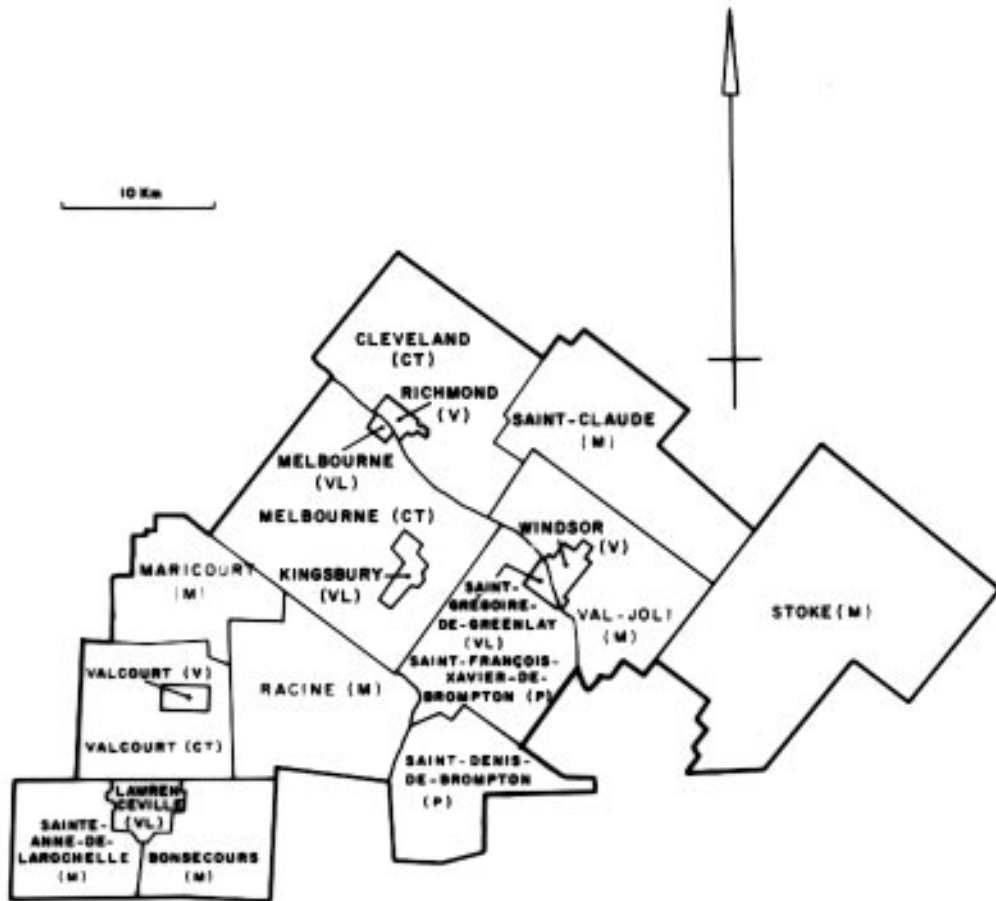 10 Km
CLEVELAND
(CT)
RICHMOND
(V)
SAINT-CLAUDE
(M)
MELBOURNE
(VL)
MELBOURNE (CT)
WINDSOR
(V)
MARICOURT
(M)
KINGSBURY
(VL)
SAINT-
GRÉGOIRE-
DE-GREENLAY
(VL)
VAL-JOLI
(M)
STOKE (M)
SAINT-FRANÇOIS-
XAVIER-DE-
BROMPTON (P)
VALCOURT (V)
RACINE (M)
VALCOURT (CT)
SAINT-DENIS-
DE-BROMPTON
(P)
LAWREN
CEVILLE
(VL)
SAINTE-
ANNE-DE-
LAROCHELLE
(M)
BONSECOURS
(M)